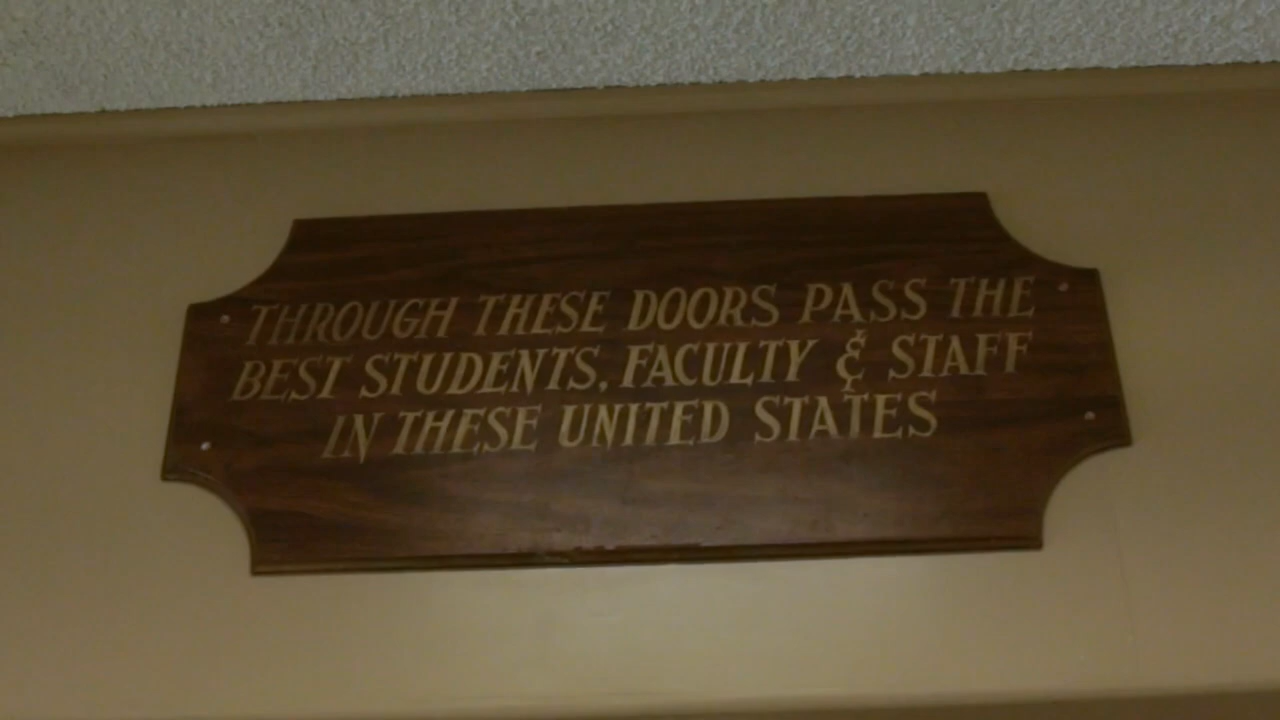 THROUGH THESE DOORS PASS THE
BEST STUDENTS, FACULTY & STAFF
IN THESE UNITED STATES